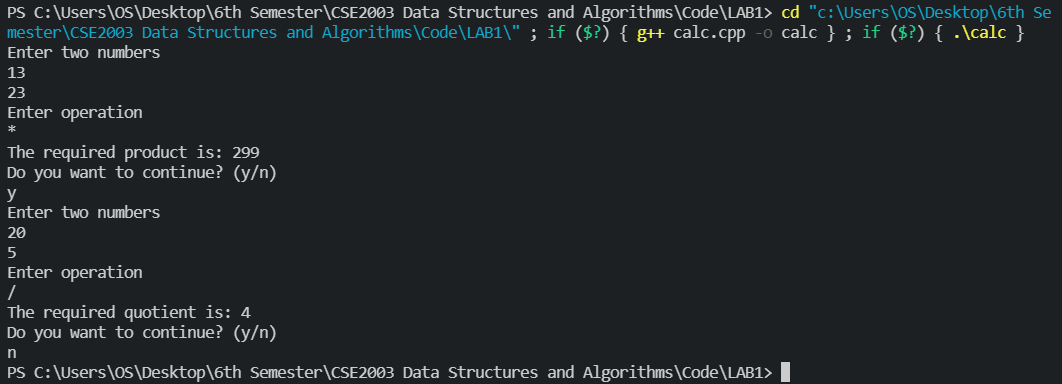 PS C:\Users\OS\Desktop\6th Semester\CSE2003 Data Structures and Algorithms\Code\LAB1> cd "c:\Users\OS\Desktop\6th Se
mester\CSE2003 Data Structures and Algorithms\Code\LAB1\" ; if ($?) { g++ calc.cpp -o calc } ; if ($?) { .\calc }
Enter two numbers
13
23
Enter operation
*
The required product is: 299
Do you want to continue? (y/n)
y
Enter two numbers
20
5
Enter operation
/
The required quotient is: 4
Do you want to continue? (y/n)
n
PS C:\Users\OS\Desktop\6th Semester\CSE2003 Data Structures and Algorithms\Code\LAB1>